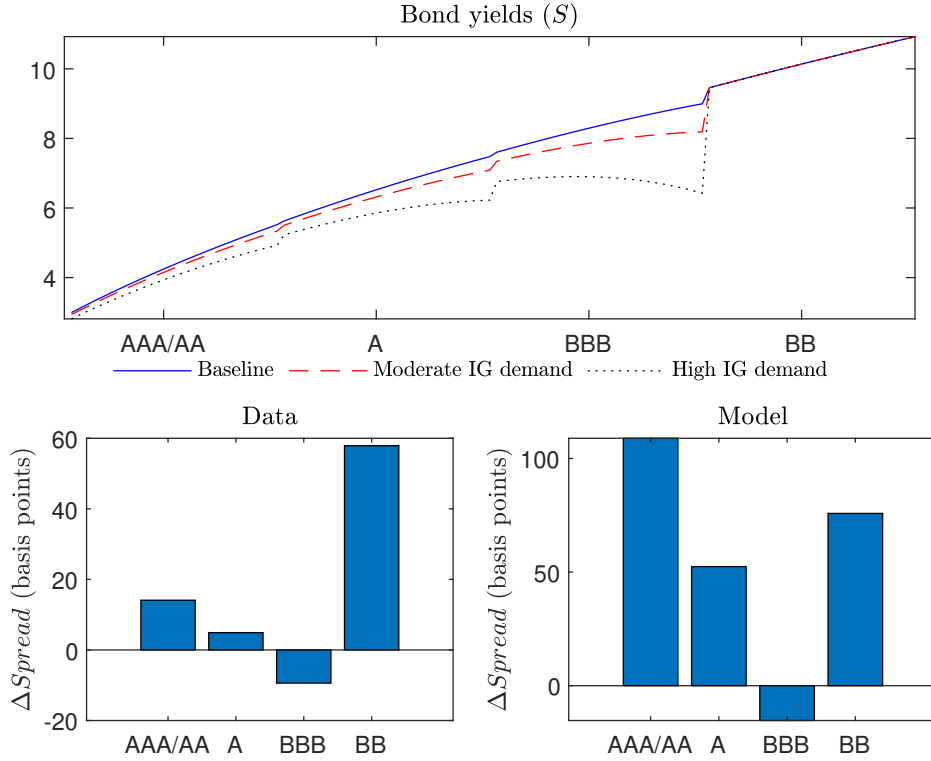 Bond yields (S)
10
8
6
4
AAA/AA A BBB BB
Baseline Moderate IG demand High IG demand
Data
ΔSpread (basis points)
60
40
20
0
-20
AAA/AA A BBB BB
Model
ΔSpread (basis points)
100
50
0
AAA/AA A BBB BB